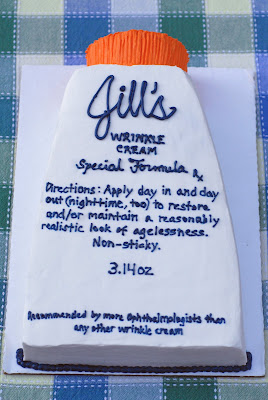 Jill's
WRINKLE
CREAM
Special Formula ℞
Directions: Apply day in and day
out (nighttime, too) to restore
and/or maintain a reasonably
realistic look of agelessness.
Non-sticky.
3.14oz
Recommended by more Ophthalmologists than
any other wrinkle cream